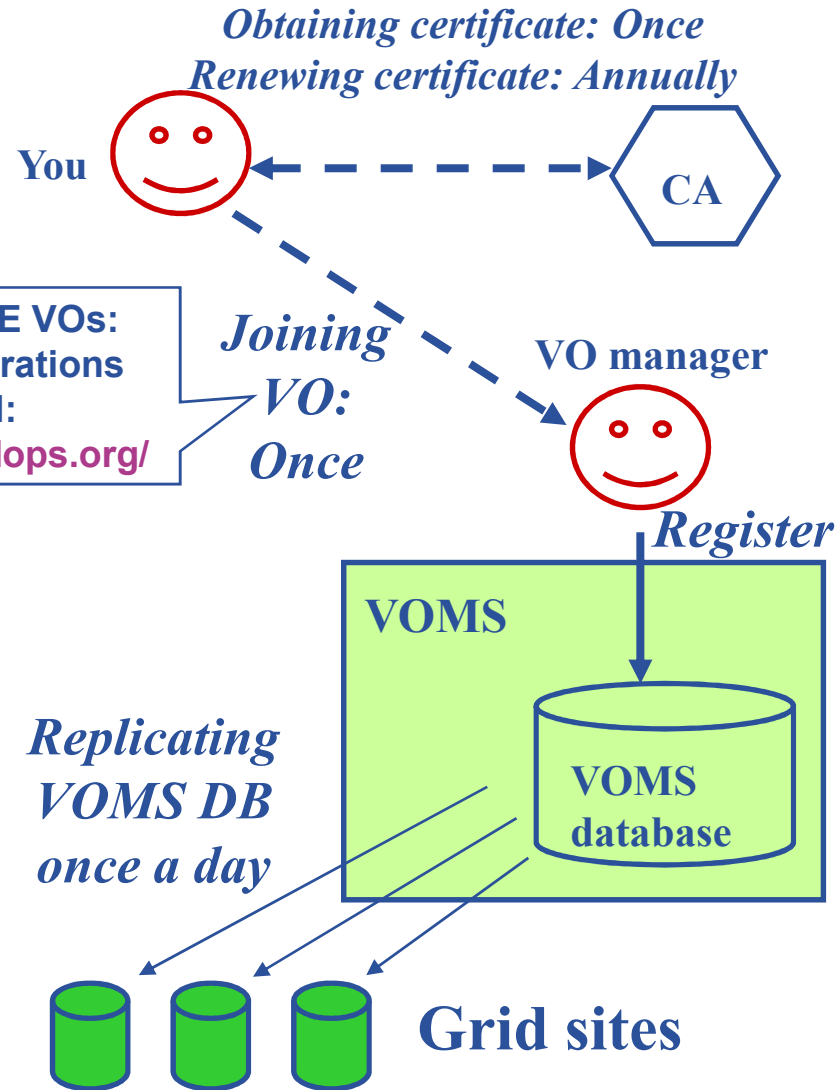 Obtaining certificate: Once
Renewing certificate: Annually
You
CA
E VOs:
rations
lops.org/
Joining
VO:
Once
VO manager
Register
VOMS
VOMS
database
Replicating
VOMS DB
once a day
Grid sites